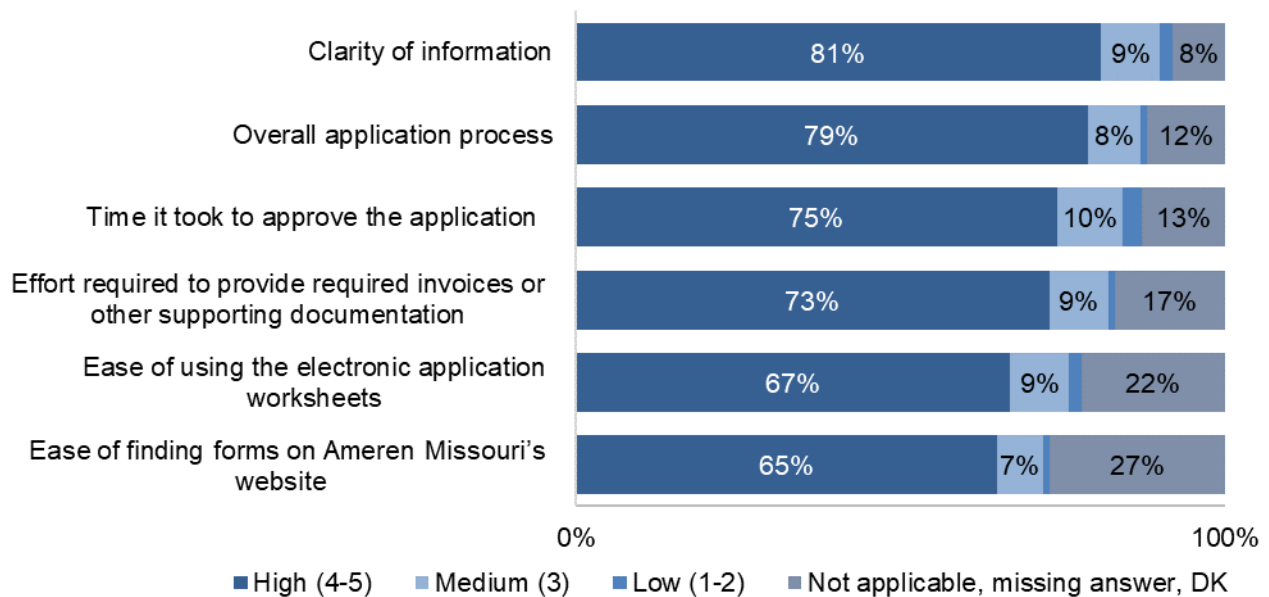 Clarity of information
81%
9%
8%
Overall application process
79%
8%
12%
Time it took to approve the application
75%
10%
13%
Effort required to provide required invoices or
other supporting documentation
73%
9%
17%
Ease of using the electronic application
worksheets
67%
9%
22%
Ease of finding forms on Ameren Missouri’s
website
65%
7%
27%
0%
100%
High (4-5)
Medium (3)
Low (1-2)
Not applicable, missing answer, DK